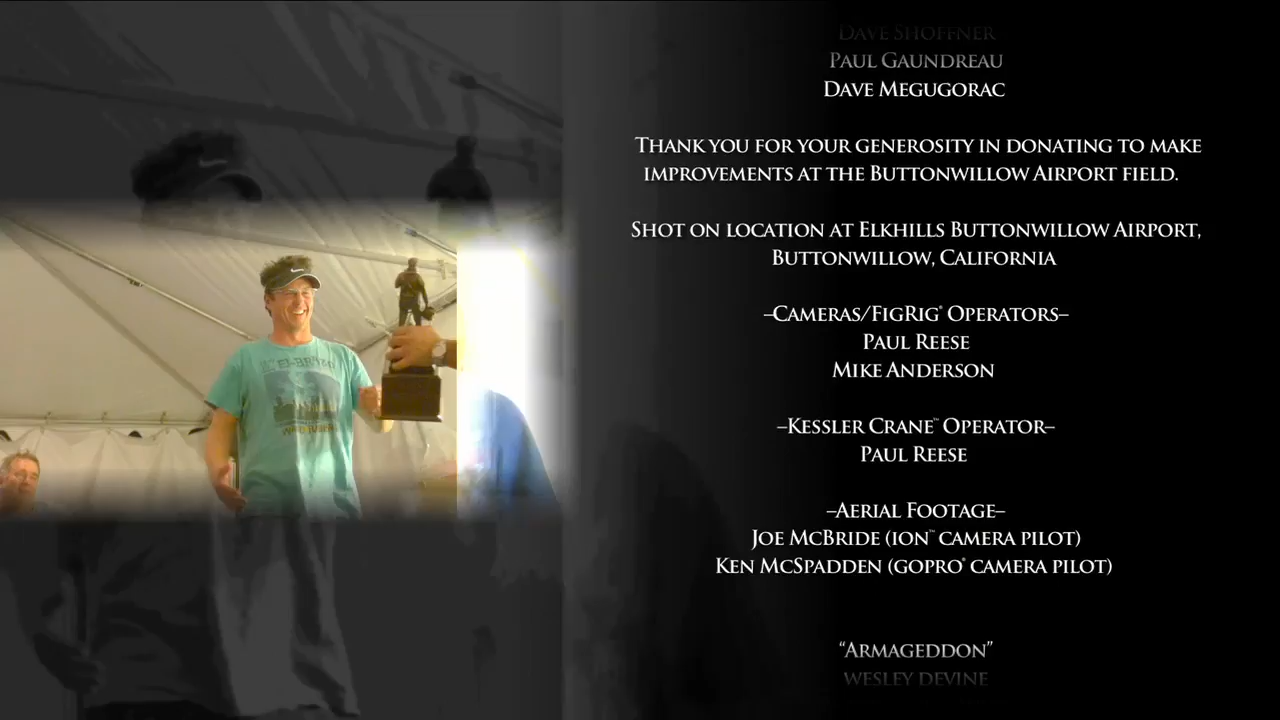 DAVE SHOFFNER
PAUL GAUNDREAU
DAVE MEGUGORAC
THANK YOU FOR YOUR GENEROSITY IN DONATING TO MAKE
IMPROVEMENTS AT THE BUTTONWILLOW AIRPORT FIELD.
SHOT ON LOCATION AT ELKHILLS BUTTONWILLOW AIRPORT,
BUTTONWILLOW, CALIFORNIA
–CAMERAS/FIGRIG® OPERATORS–
PAUL REESE
MIKE ANDERSON
–KESSLER CRANE™ OPERATOR–
PAUL REESE
–AERIAL FOOTAGE–
JOE MCBRIDE (ION™ CAMERA PILOT)
KEN MCSPADDEN (GOPRO® CAMERA PILOT)
“ARMAGEDDON”
WESLEY DEVINE